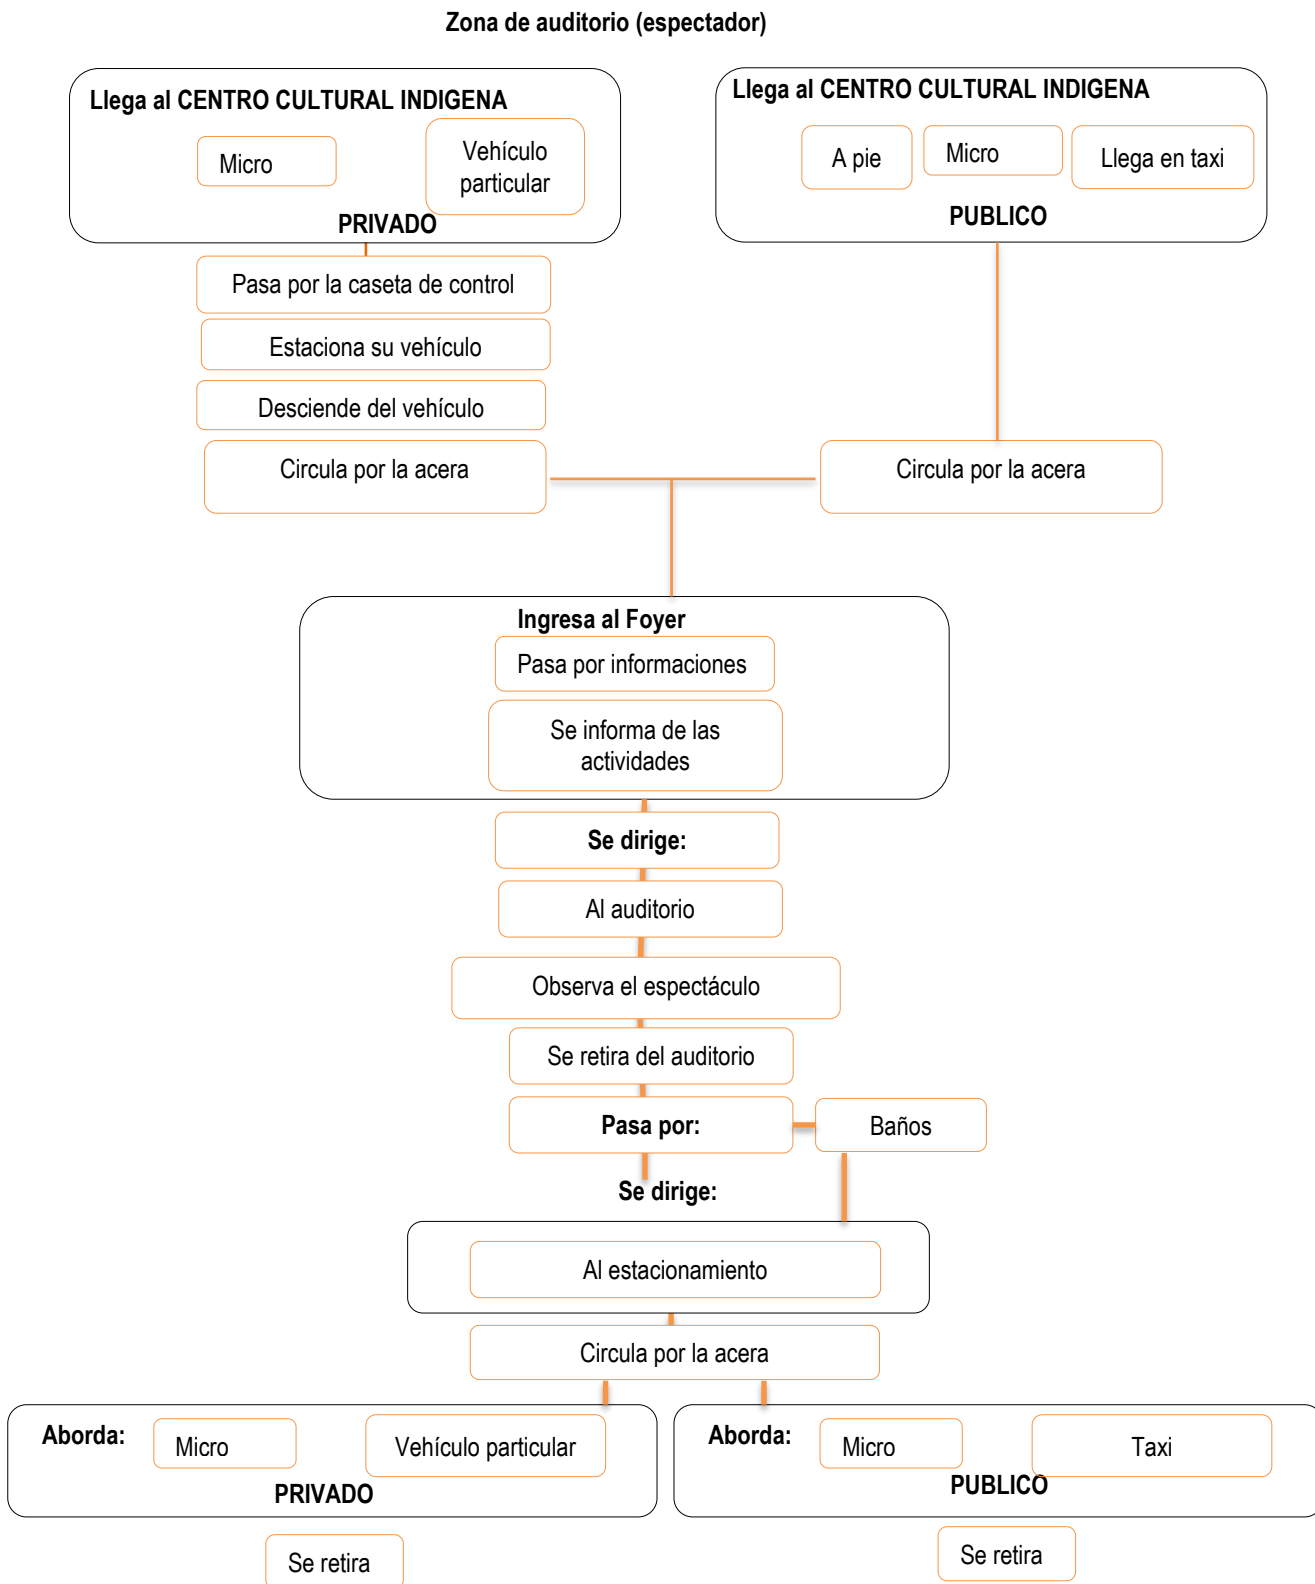 Zona de auditorio (espectador)
Llega al CENTRO CULTURAL INDIGENA
Micro
Vehículo
particular
PRIVADO
Llega al CENTRO CULTURAL INDIGENA
A pie
Micro
Llega en taxi
PUBLICO
Pasa por la caseta de control
Estaciona su vehículo
Desciende del vehículo
Circula por la acera
Circula por la acera
Ingresa al Foyer
Pasa por informaciones
Se informa de las
actividades
Se dirige:
Al auditorio
Observa el espectáculo
Se retira del auditorio
Pasa por:
Baños
Se dirige:
Al estacionamiento
Circula por la acera
Aborda:
Micro
Vehículo particular
PRIVADO
Aborda:
Micro
Taxi
PUBLICO
Se retira
Se retira